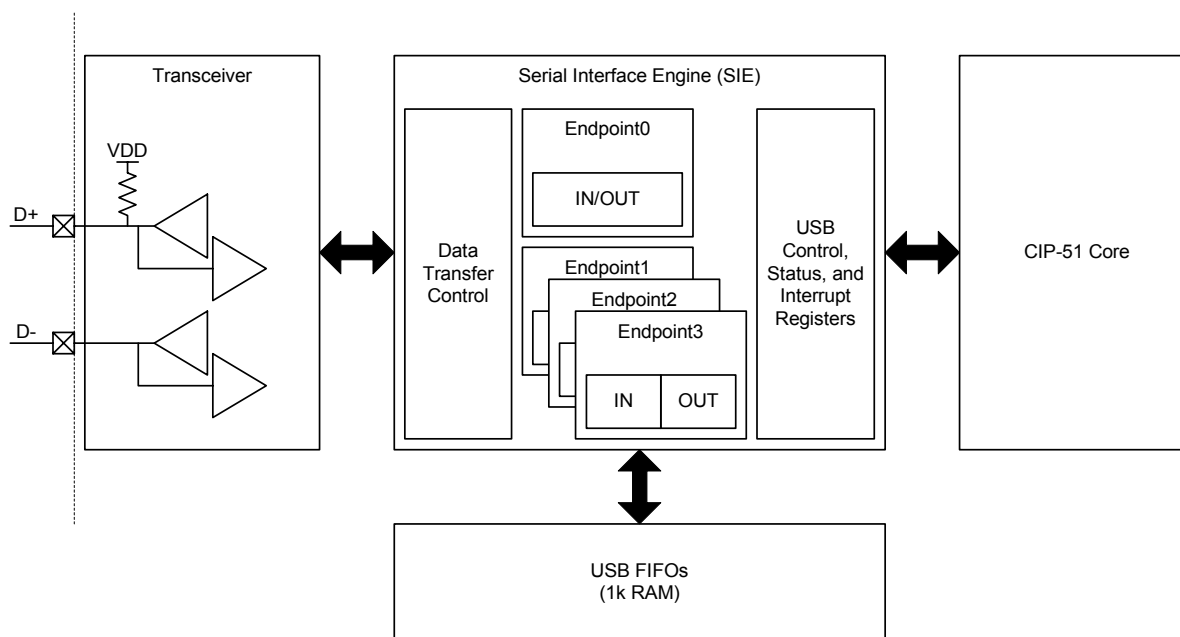 Transceiver
VDD
D+
D-
Serial Interface Engine (SIE)
Data
Transfer
Control
Endpoint0
IN/OUT
Endpoint1
Endpoint2
Endpoint3
IN
OUT
USB
Control,
Status, and
Interrupt
Registers
CIP-51 Core
USB FIFOs
(1k RAM)